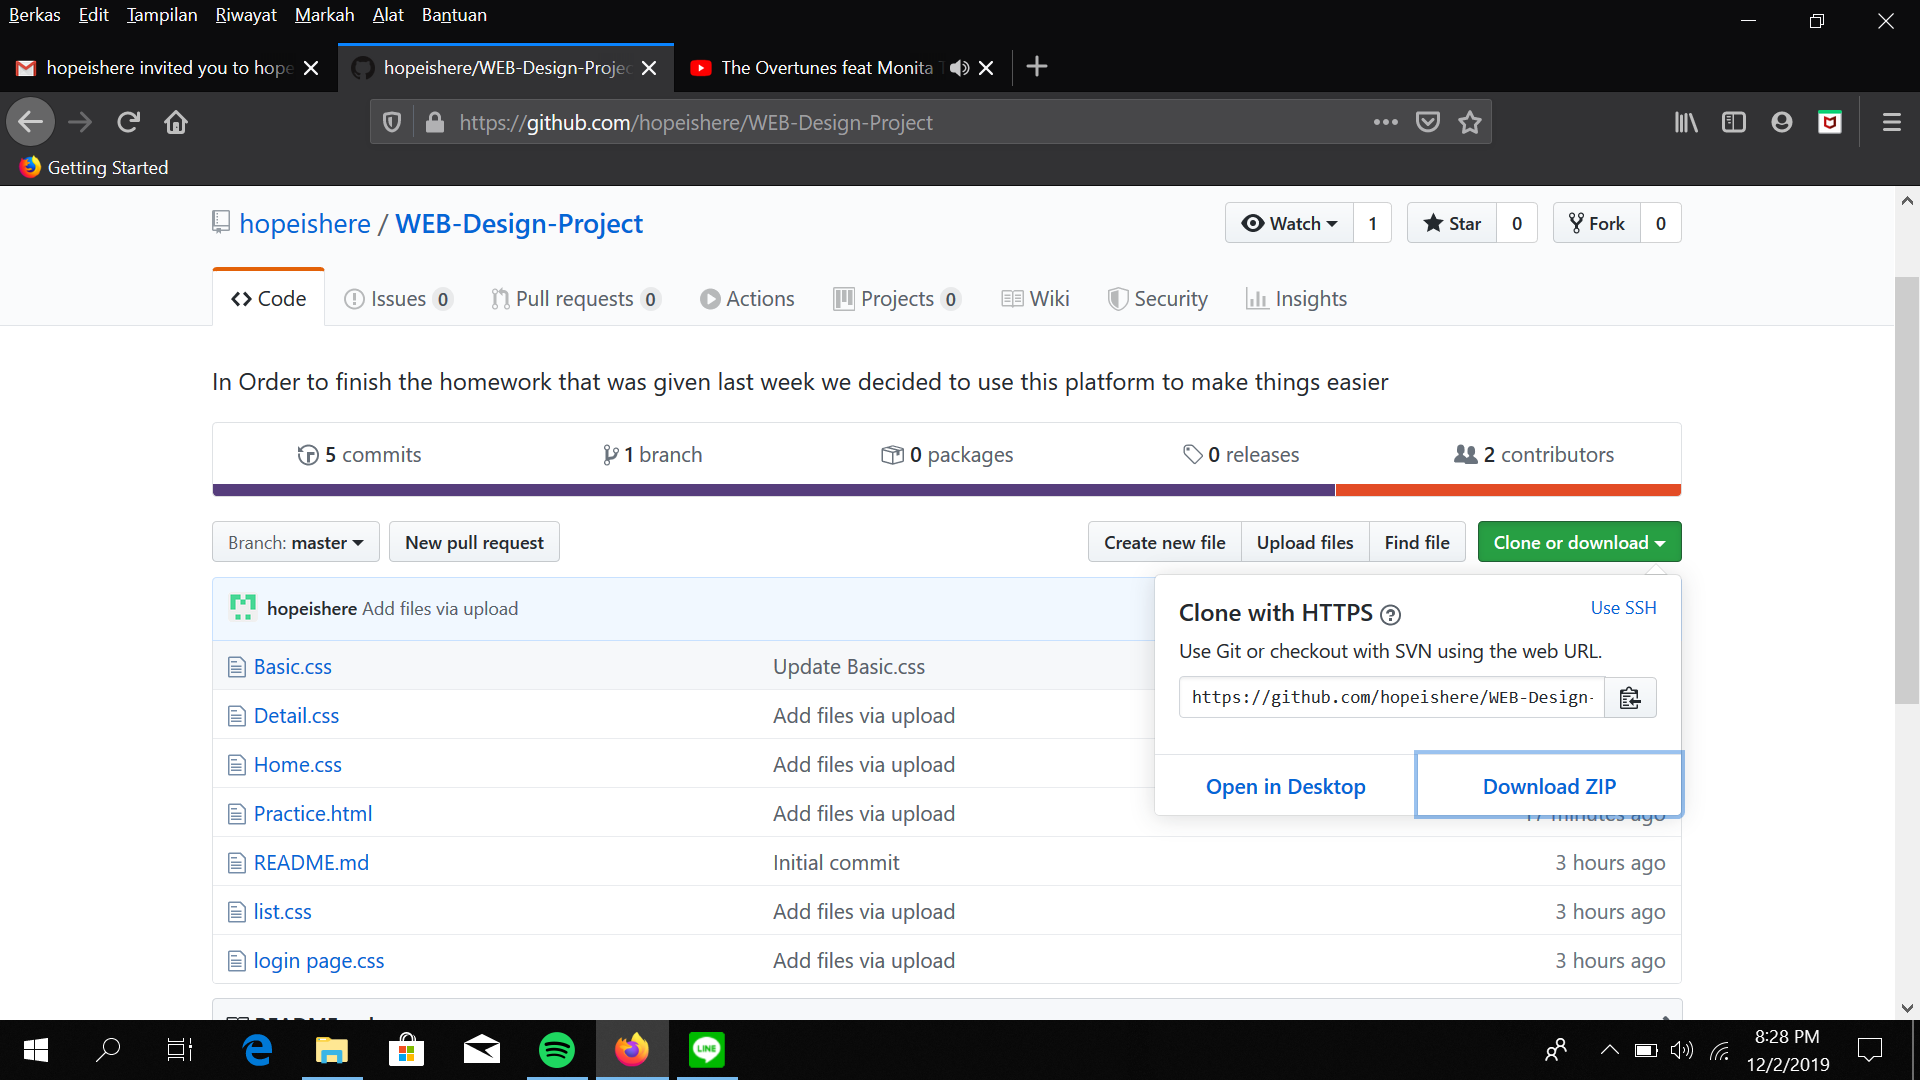 Berkas Edit Tampilan Riwayat Markah Alat Bantuan
hopeishere invited you to hope
hopeishere/WEB-Design-Projec
The Overtunes feat Monita
https://github.com/hopeishere/WEB-Design-Project
Getting Started
hopeishere / WEB-Design-Project
Watch 1 Star 0 Fork 0
Code Issues 0 Pull requests 0 Actions Projects 0 Wiki Security Insights
In Order to finish the homework that was given last week we decided to use this platform to make things easier
5 commits 1 branch 0 packages 0 releases 2 contributors
Branch: master New pull request Create new file Upload files Find file Clone or download
hopeishere Add files via upload
Clone with HTTPS ? Use SSH
Use Git or checkout with SVN using the web URL.
https://github.com/hopeishere/WEB-Design-
Open in Desktop Download ZIP
Basic.css Update Basic.css
Detail.css Add files via upload
Home.css Add files via upload
Practice.html Add files via upload 17 minutes ago
README.md Initial commit 3 hours ago
list.css Add files via upload 3 hours ago
login page.css Add files via upload 3 hours ago
LINE
8:28 PM
12/2/2019